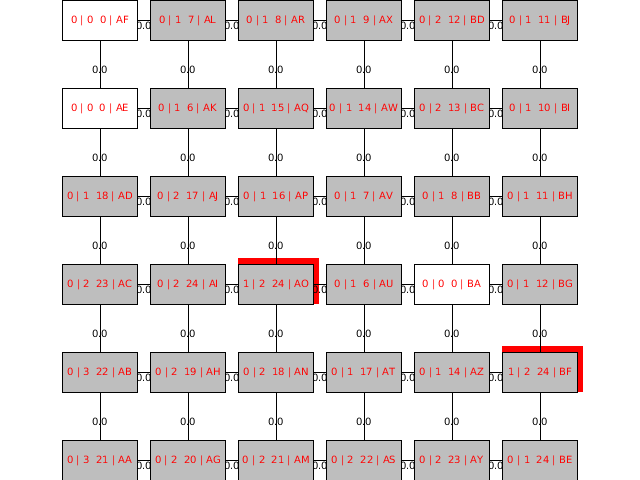 0 | 0 0 | AF 0.0 0 | 1 7 | AL 0.0 0 | 1 8 | AR 0.0 0 | 1 9 | AX 0.0 0 | 2 12 | BD 0.0 0 | 1 11 | BJ
0.0 0.0 0.0 0.0 0.0 0.0
0 | 0 0 | AE 0.0 0 | 1 6 | AK 0.0 0 | 1 15 | AQ 0.0 0 | 1 14 | AW 0.0 0 | 2 13 | BC 0.0 0 | 1 10 | BI
0.0 0.0 0.0 0.0 0.0 0.0
0 | 1 18 | AD 0.0 0 | 2 17 | AJ 0.0 0 | 1 16 | AP 0.0 0 | 1 7 | AV 0.0 0 | 1 8 | BB 0.0 0 | 1 11 | BH
0.0 0.0 0.0 0.0 0.0 0.0
0 | 2 23 | AC 0.0 0 | 2 24 | AI 0.0 1 | 2 24 | AO 0.0 0 | 1 6 | AU 0.0 0 | 0 0 | BA 0.0 0 | 1 12 | BG
0.0 0.0 0.0 0.0 0.0 0.0
0 | 3 22 | AB 0.0 0 | 2 19 | AH 0.0 0 | 2 18 | AN 0.0 0 | 1 17 | AT 0.0 0 | 1 14 | AZ 0.0 1 | 2 24 | BF
0.0 0.0 0.0 0.0 0.0 0.0
0 | 3 21 | AA 0.0 0 | 2 20 | AG 0.0 0 | 2 21 | AM 0.0 0 | 2 22 | AS 0.0 0 | 2 23 | AY 0.0 0 | 1 24 | BE